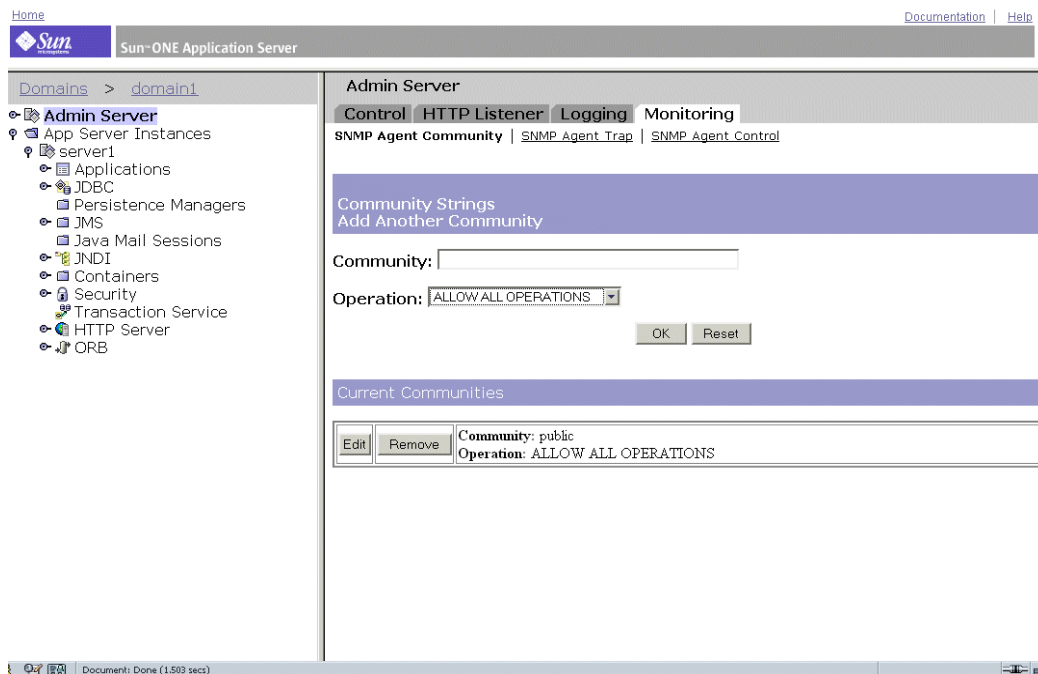 Home
Documentation | Help
Sun microsystems
Sun™ONE Application Server
Domains > domain1
Admin Server
App Server Instances
server1
Applications
JDBC
Persistence Managers
JMS
Java Mail Sessions
JNDI
Containers
Security
Transaction Service
HTTP Server
ORB
Admin Server
Control HTTP Listener Logging Monitoring
SNMP Agent Community | SNMP Agent Trap | SNMP Agent Control
Community Strings
Add Another Community
Community:
Operation: ALLOW ALL OPERATIONS
OK Reset
Current Communities
Edit Remove
Community: public
Operation: ALLOW ALL OPERATIONS
Document: Done (1.503 secs)